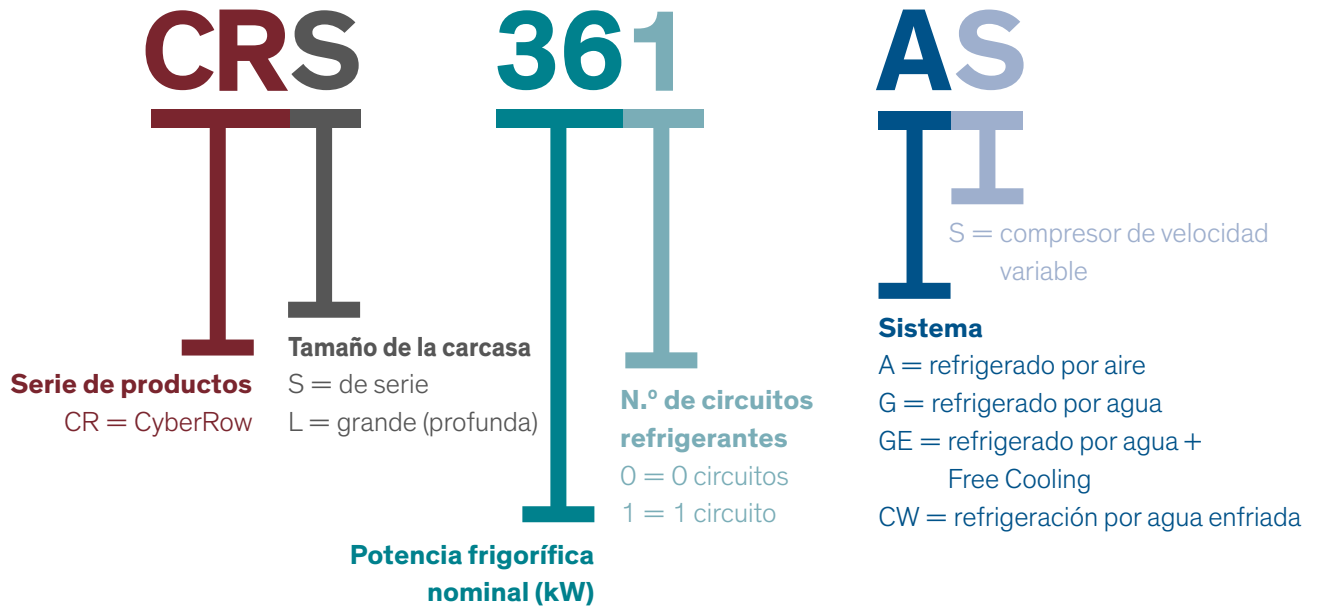 CRS 361 AS
S = compresor de velocidad
variable
Sistema
A = refrigerado por aire
G = refrigerado por agua
GE = refrigerado por agua +
Free Cooling
CW = refrigeración por agua enfriada
Tamaño de la carcasa
S = de serie
L = grande (profunda)
Serie de productos
CR = CyberRow
N.º de circuitos
refrigerantes
0 = 0 circuitos
1 = 1 circuito
Potencia frigorífica
nominal (kW)